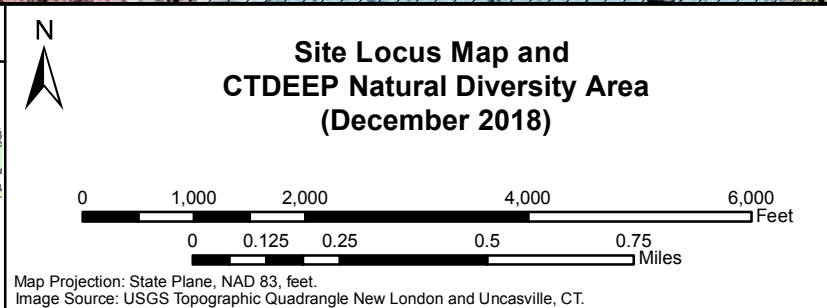 N
Site Locus Map and
CTDEEP Natural Diversity Area
(December 2018)
0 1,000 2,000 4,000 6,000
Feet
0 0.125 0.25 0.5 0.75
Miles
Map Projection: State Plane, NAD 83, feet.
Image Source: USGS Topographic Quadrangle New London and Uncasville, CT.